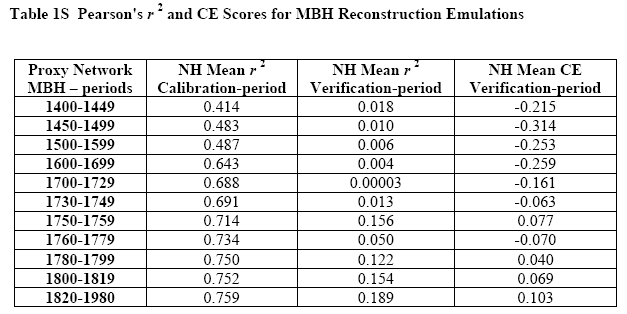 Table 1S Pearson's r² and CE Scores for MBH Reconstruction Emulations
Proxy Network MBH – periods | NH Mean r² Calibration-period | NH Mean r² Verification-period | NH Mean CE Verification-period
1400-1449 0.414 0.018 -0.215
1450-1499 0.483 0.010 -0.314
1500-1599 0.487 0.006 -0.253
1600-1699 0.643 0.004 -0.259
1700-1729 0.688 0.00003 -0.161
1730-1749 0.691 0.013 -0.063
1750-1759 0.714 0.156 0.077
1760-1779 0.734 0.050 -0.070
1780-1799 0.750 0.122 0.040
1800-1819 0.752 0.154 0.069
1820-1980 0.759 0.189 0.103